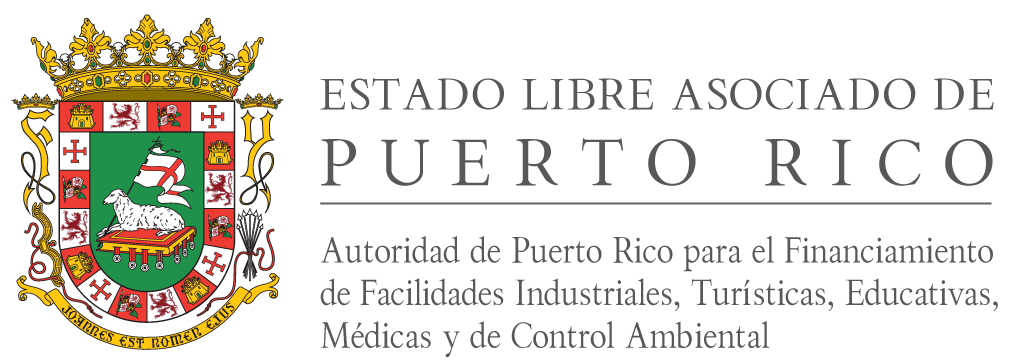 ESTADO LIBRE ASOCIADO DE
PUERTO RICO
Autoridad de Puerto Rico para el Financiamiento
de Facilidades Industriales, Turísticas, Educativas,
Médicas y de Control Ambiental
JOANNES EST NOMEN EJUS